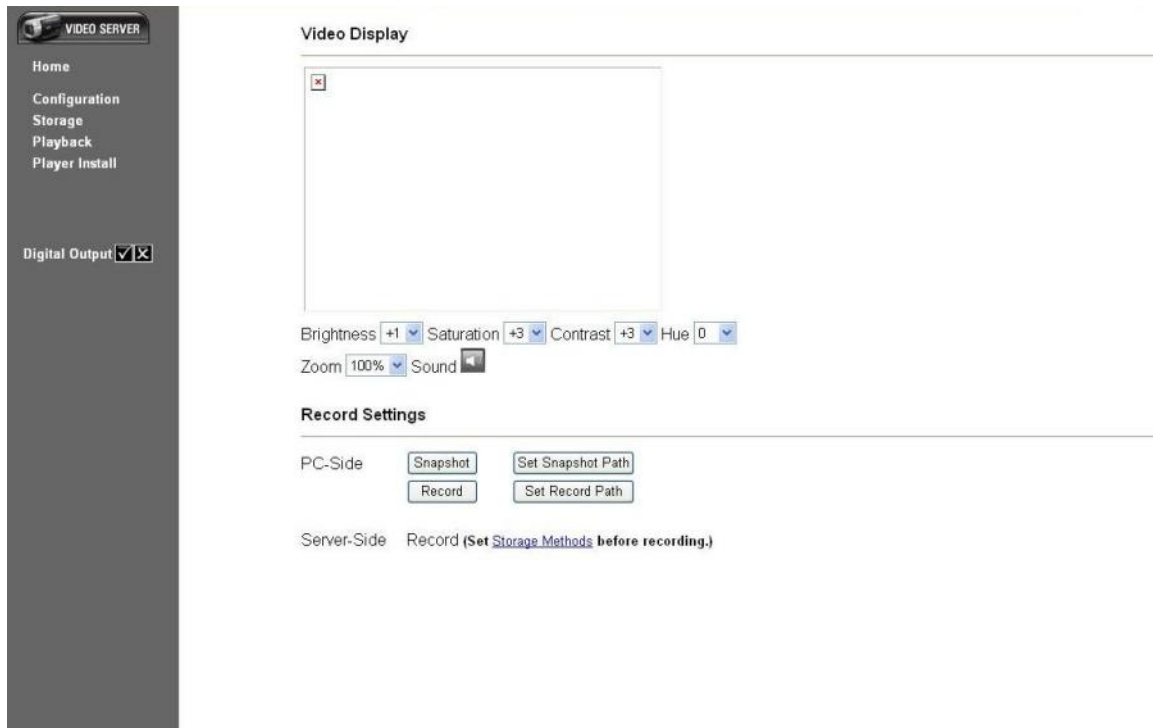 VIDEO SERVER
Home
Configuration
Storage
Playback
Player Install
Digital Output
Video Display
Brightness +1 Saturation +3 Contrast +3 Hue 0
Zoom 100% Sound
Record Settings
PC-Side Snapshot Set Snapshot Path
Record Set Record Path
Server-Side Record (Set Storage Methods before recording.)